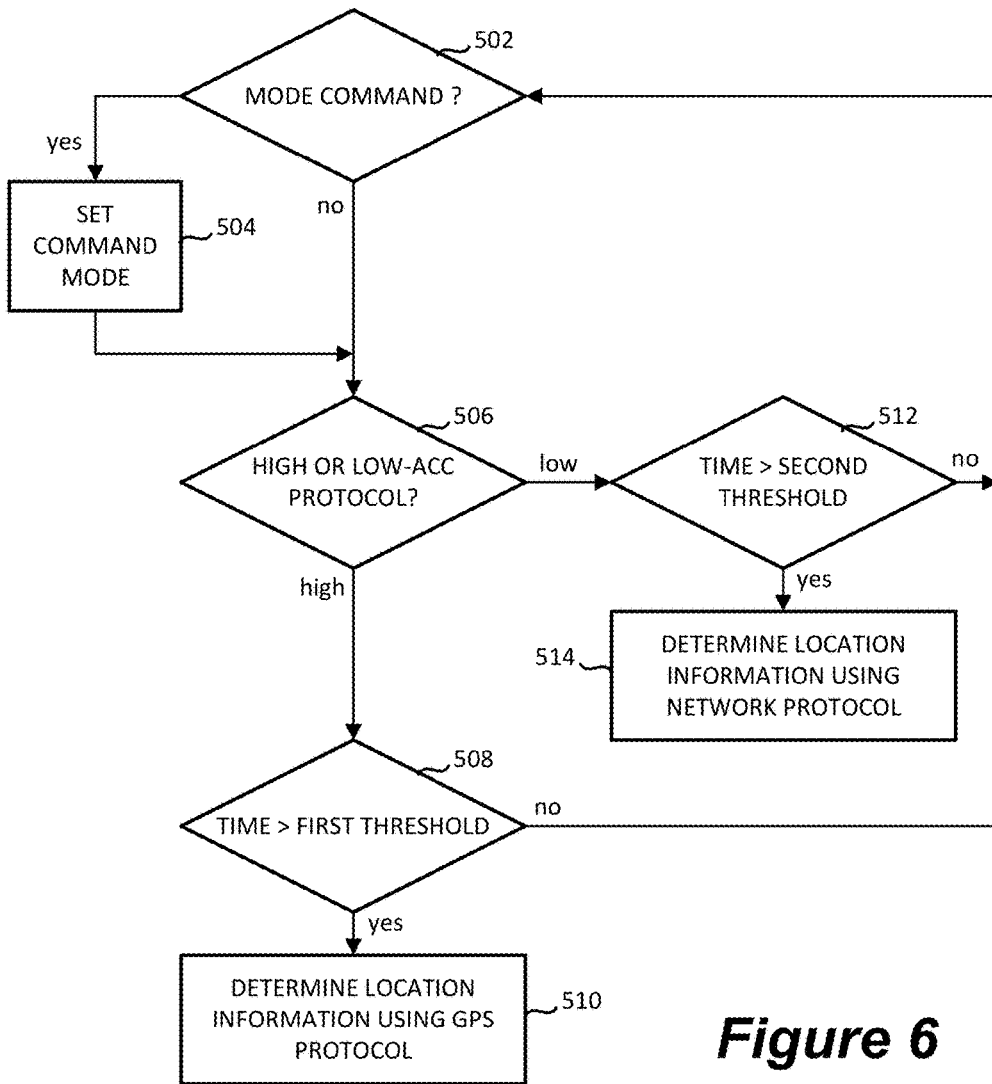 502
MODE COMMAND ?
yes
no
SET
COMMAND
MODE
504
506
HIGH OR LOW-ACC
PROTOCOL?
low
high
512
TIME > SECOND
THRESHOLD
no
yes
514
DETERMINE LOCATION
INFORMATION USING
NETWORK PROTOCOL
508
TIME > FIRST THRESHOLD
no
yes
DETERMINE LOCATION
INFORMATION USING GPS
PROTOCOL
510
Figure 6